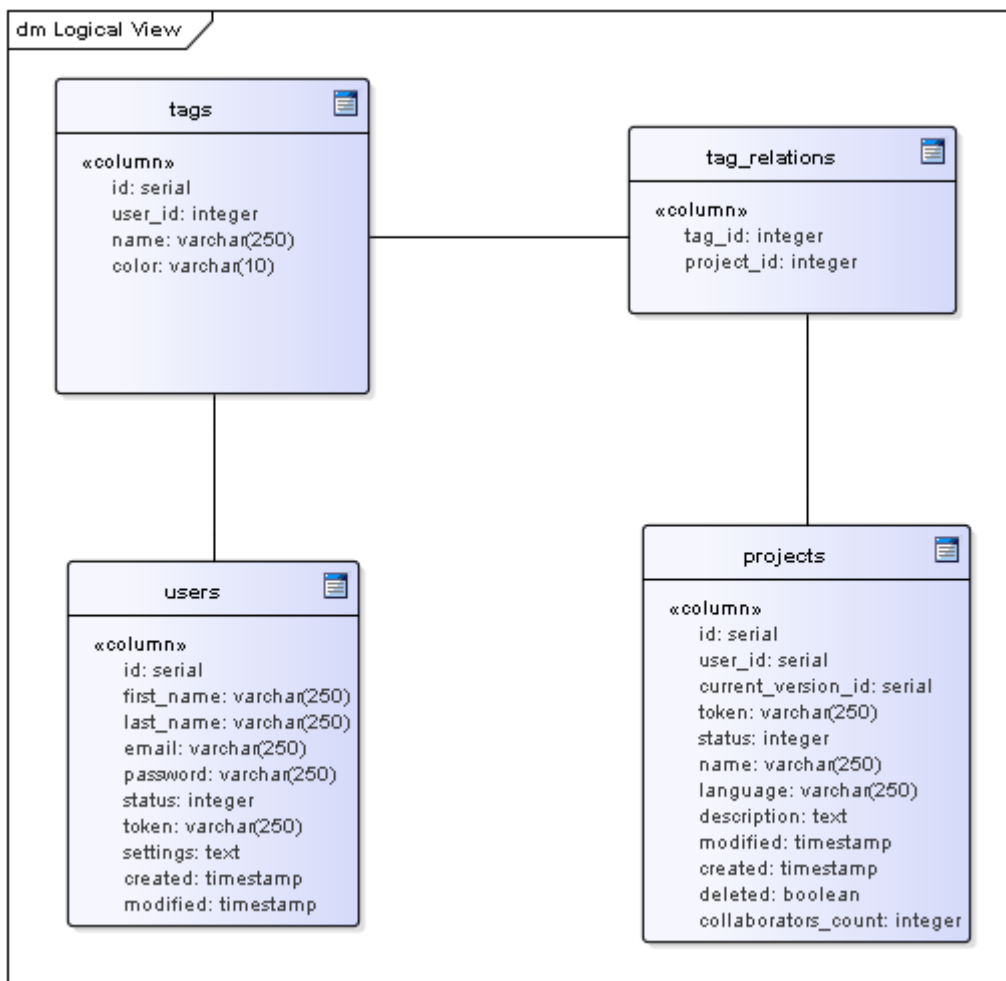 dm Logical View
tags
«column»
id: serial
user_id: integer
name: varchar(250)
color: varchar(10)
tag_relations
«column»
tag_id: integer
project_id: integer
users
«column»
id: serial
first_name: varchar(250)
last_name: varchar(250)
email: varchar(250)
password: varchar(250)
status: integer
token: varchar(250)
settings: text
created: timestamp
modified: timestamp
projects
«column»
id: serial
user_id: serial
current_version_id: serial
token: varchar(250)
status: integer
name: varchar(250)
language: varchar(250)
description: text
modified: timestamp
created: timestamp
deleted: boolean
collaborators_count: integer